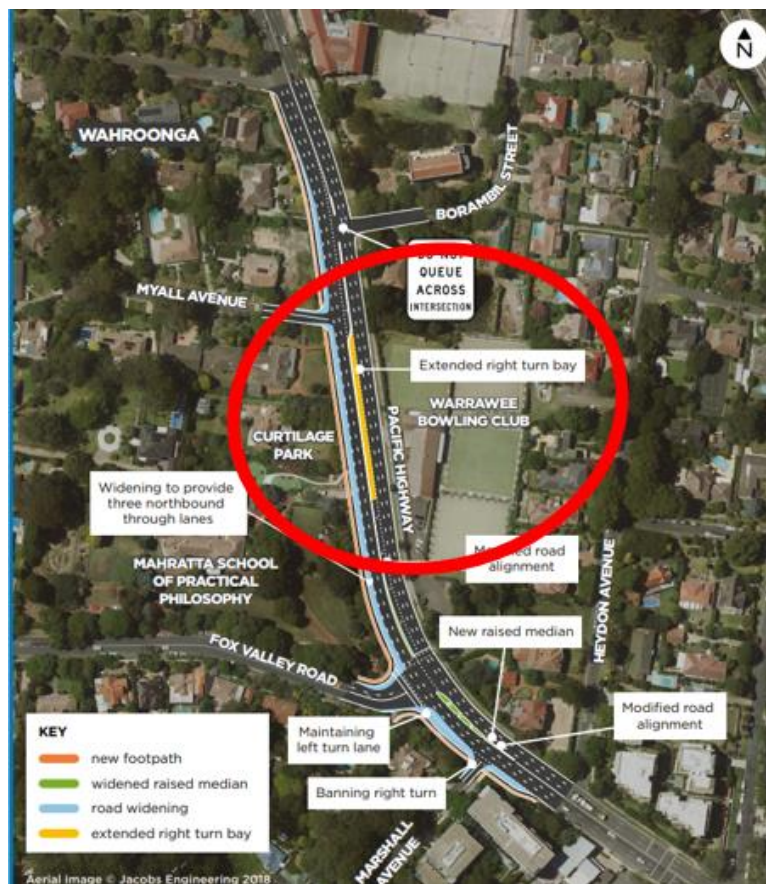 N
WAHROONGA
BORAMBIL STREET
DO NOT
QUEUE
ACROSS
INTERSECTION
MYALL AVENUE
Extended right turn bay
WARRAWEE
BOWLING CLUB
CURTILAGE
PARK
PACIFIC HIGHWAY
Widening to provide
three northbound
through lanes
Modified road
alignment
MAHRATTA SCHOOL
OF PRACTICAL
PHILOSOPHY
HEYDON AVENUE
New raised median
FOX VALLEY ROAD
Modified road
alignment
Maintaining
left turn lane
Banning right turn
MARSHALL
AVENUE
KEY
new footpath
widened raised median
road widening
extended right turn bay
Aerial Image © Jacobs Engineering 2018